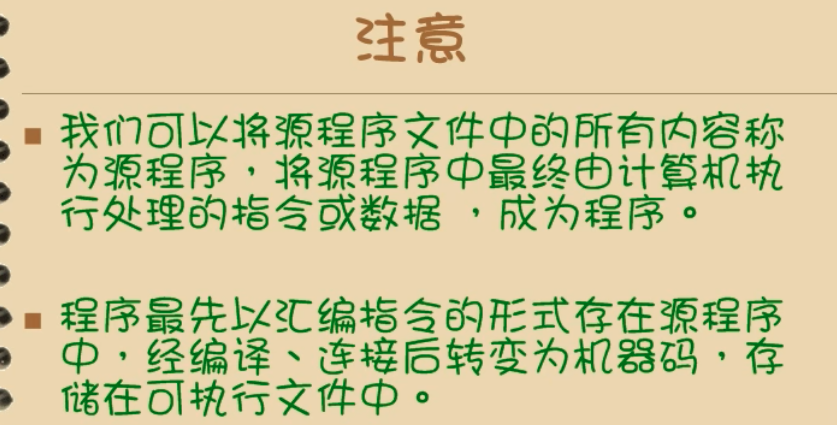 注意
我们可以将源程序文件中的所有内容称
为源程序，将源程序中最终由计算机执
行处理的指令或数据 ，成为程序。
程序最先以汇编指令的形式存在源程序
中，经编译、连接后转变为机器码，存
储在可执行文件中。